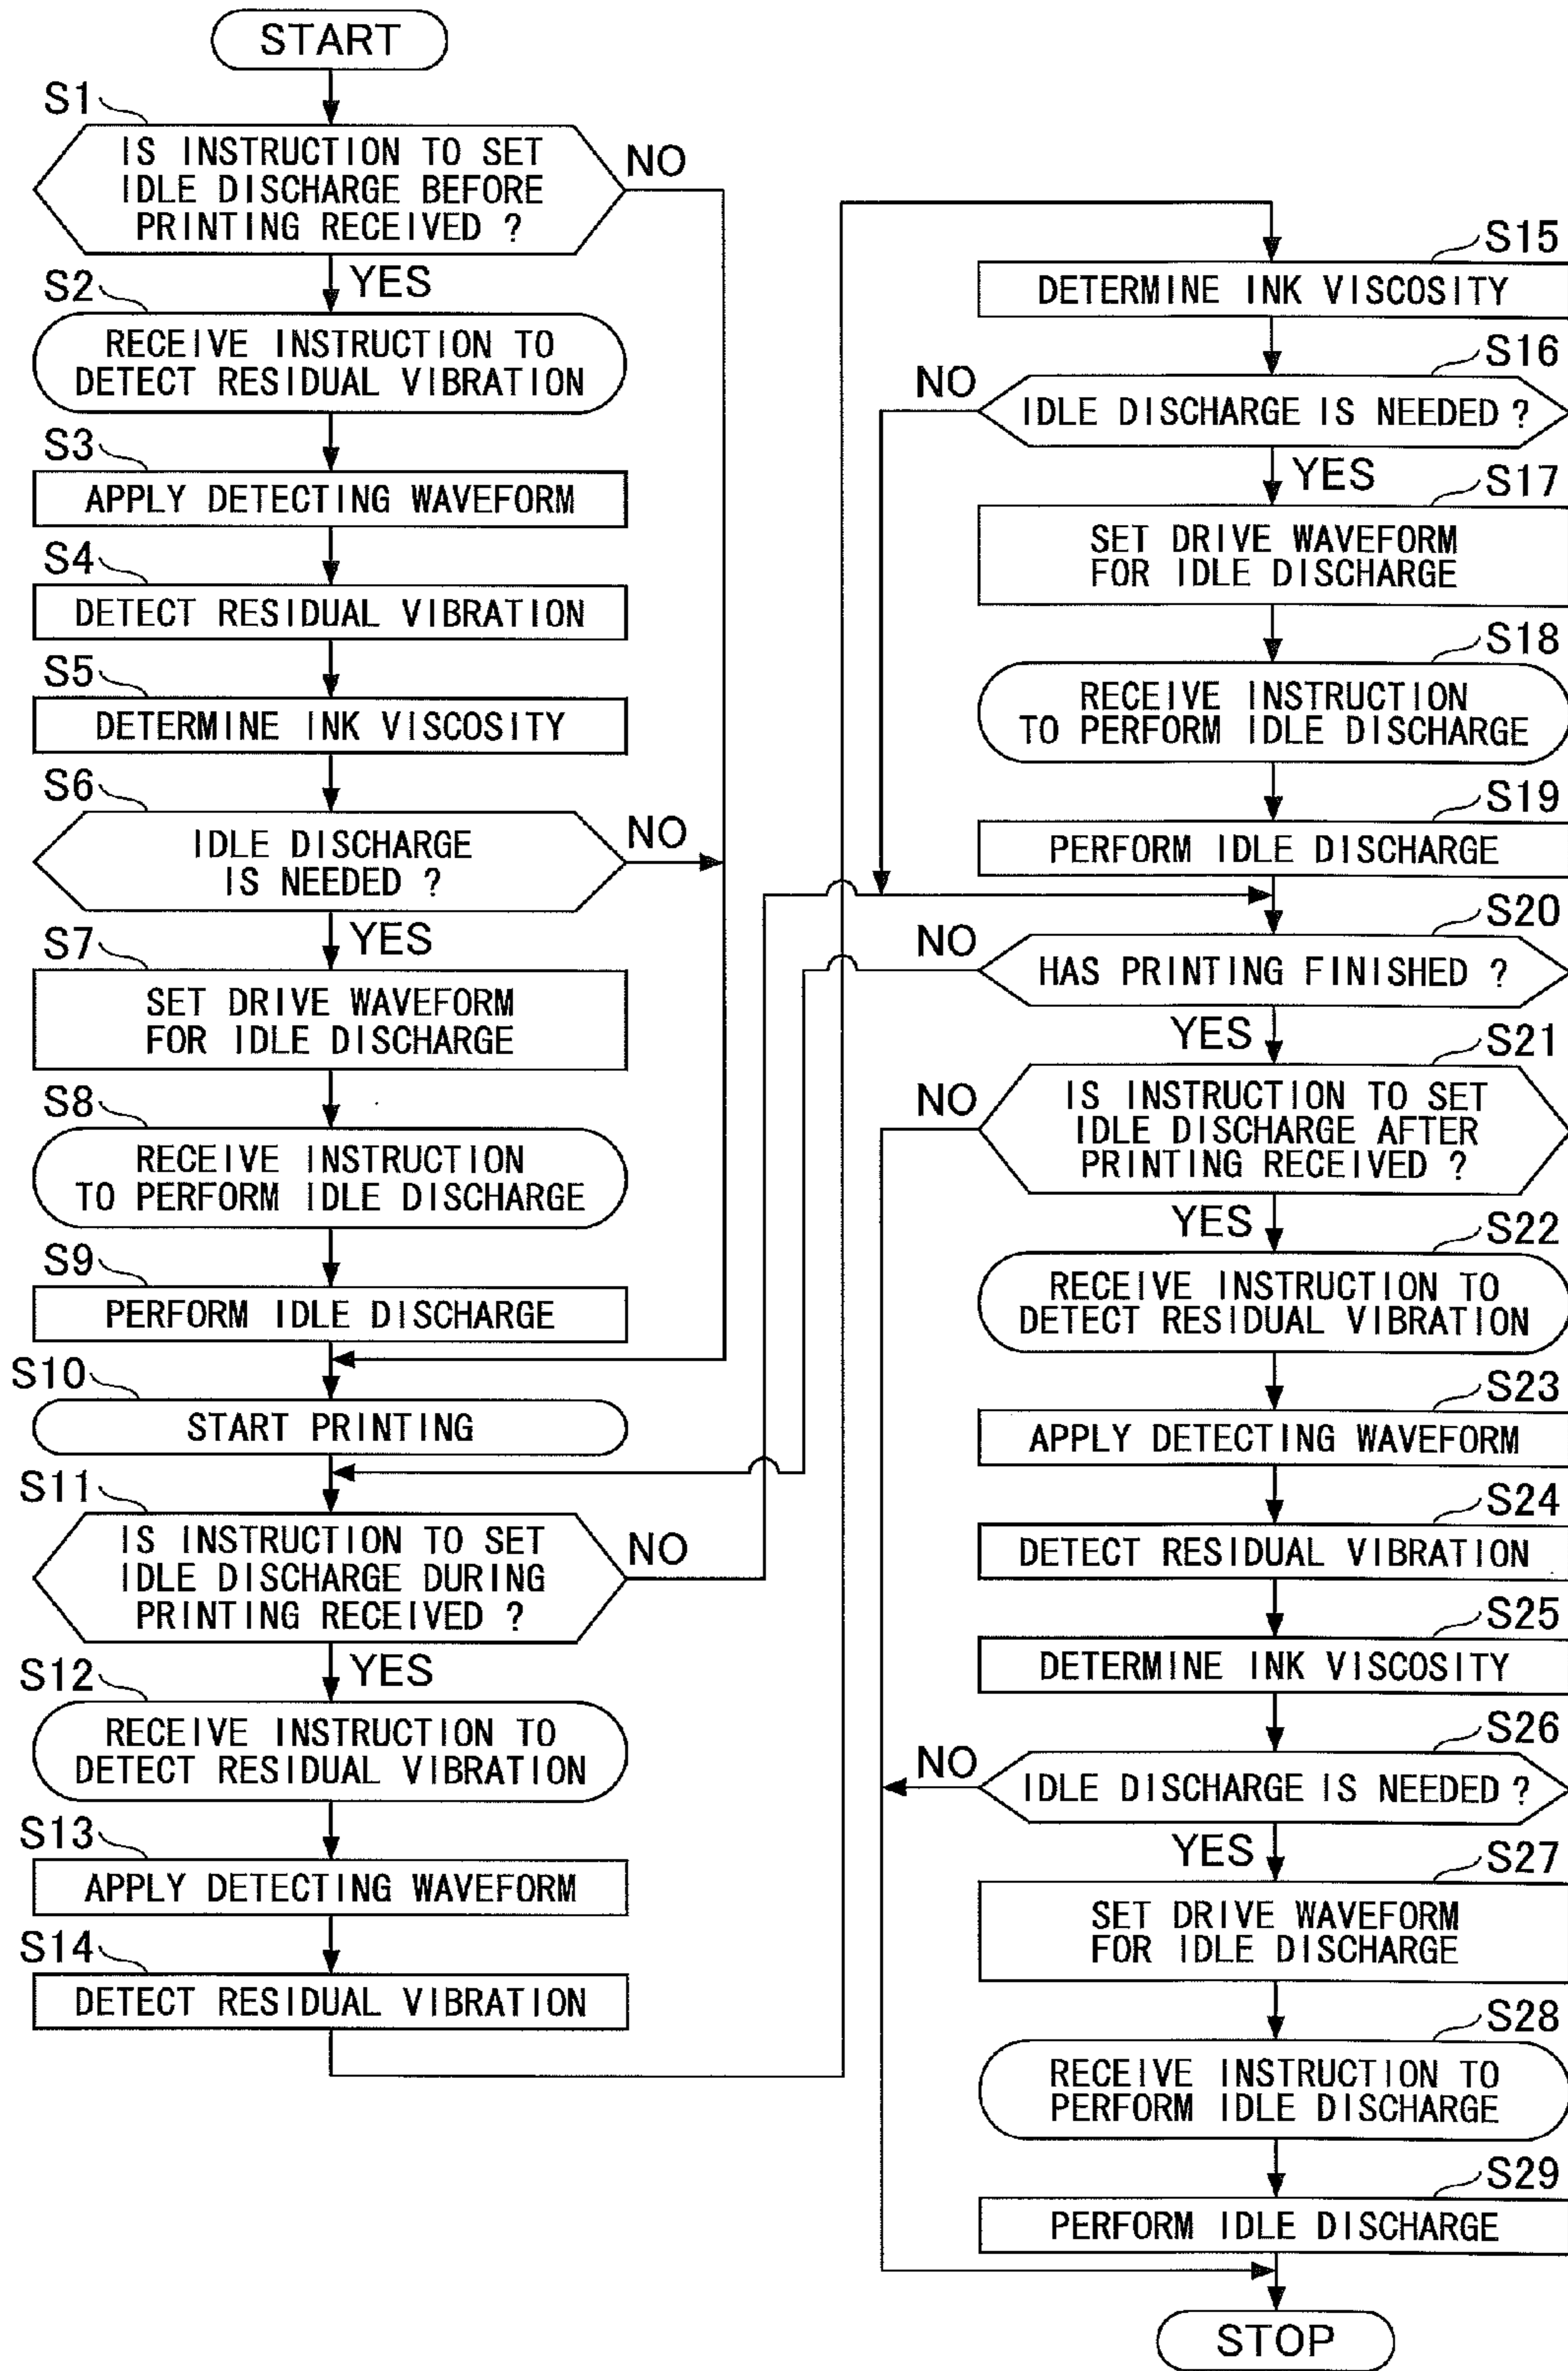 START
S1
IS INSTRUCTION TO SET
IDLE DISCHARGE BEFORE
PRINTING RECEIVED ?
NO
YES
S2
RECEIVE INSTRUCTION TO
DETECT RESIDUAL VIBRATION
S3
APPLY DETECTING WAVEFORM
S4
DETECT RESIDUAL VIBRATION
S5
DETERMINE INK VISCOSITY
S6
IDLE DISCHARGE
IS NEEDED ?
NO
YES
S7
SET DRIVE WAVEFORM
FOR IDLE DISCHARGE
S8
RECEIVE INSTRUCTION
TO PERFORM IDLE DISCHARGE
S9
PERFORM IDLE DISCHARGE
S10
START PRINTING
S11
IS INSTRUCTION TO SET
IDLE DISCHARGE DURING
PRINTING RECEIVED ?
NO
YES
S12
RECEIVE INSTRUCTION TO
DETECT RESIDUAL VIBRATION
S13
APPLY DETECTING WAVEFORM
S14
DETECT RESIDUAL VIBRATION
S15
DETERMINE INK VISCOSITY
S16
NO
IDLE DISCHARGE IS NEEDED ?
YES
S17
SET DRIVE WAVEFORM
FOR IDLE DISCHARGE
S18
RECEIVE INSTRUCTION
TO PERFORM IDLE DISCHARGE
S19
PERFORM IDLE DISCHARGE
S20
NO
HAS PRINTING FINISHED ?
YES
S21
NO
IS INSTRUCTION TO SET
IDLE DISCHARGE AFTER
PRINTING RECEIVED ?
YES
S22
RECEIVE INSTRUCTION TO
DETECT RESIDUAL VIBRATION
S23
APPLY DETECTING WAVEFORM
S24
DETECT RESIDUAL VIBRATION
S25
DETERMINE INK VISCOSITY
S26
NO
IDLE DISCHARGE IS NEEDED ?
YES
S27
SET DRIVE WAVEFORM
FOR IDLE DISCHARGE
S28
RECEIVE INSTRUCTION TO
PERFORM IDLE DISCHARGE
S29
PERFORM IDLE DISCHARGE
STOP